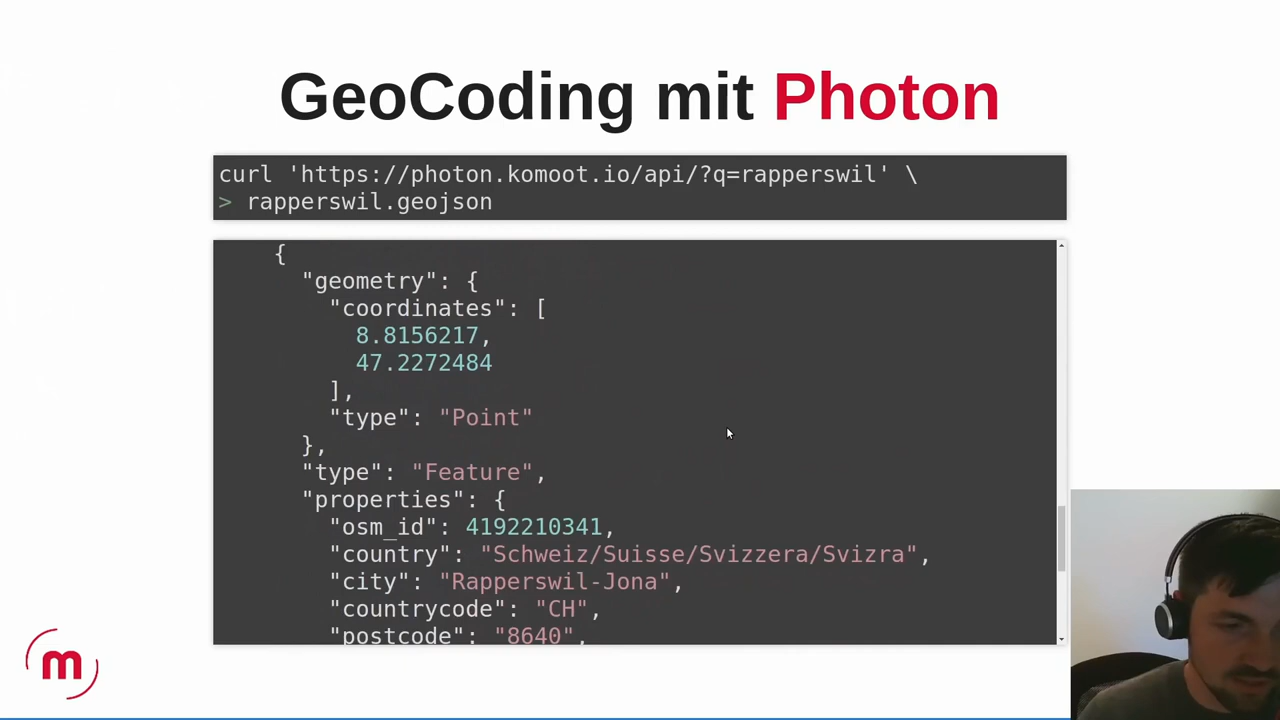 GeoCoding mit Photon
curl 'https://photon.komoot.io/api/?q=rapperswil' \
> rapperswil.geojson
{
"geometry": {
"coordinates": [
8.8156217,
47.2272484
],
"type": "Point"
},
"type": "Feature",
"properties": {
"osm_id": 4192210341,
"country": "Schweiz/Suisse/Svizzera/Svizra",
"city": "Rapperswil-Jona",
"countrycode": "CH",
"postcode": "8640",
m